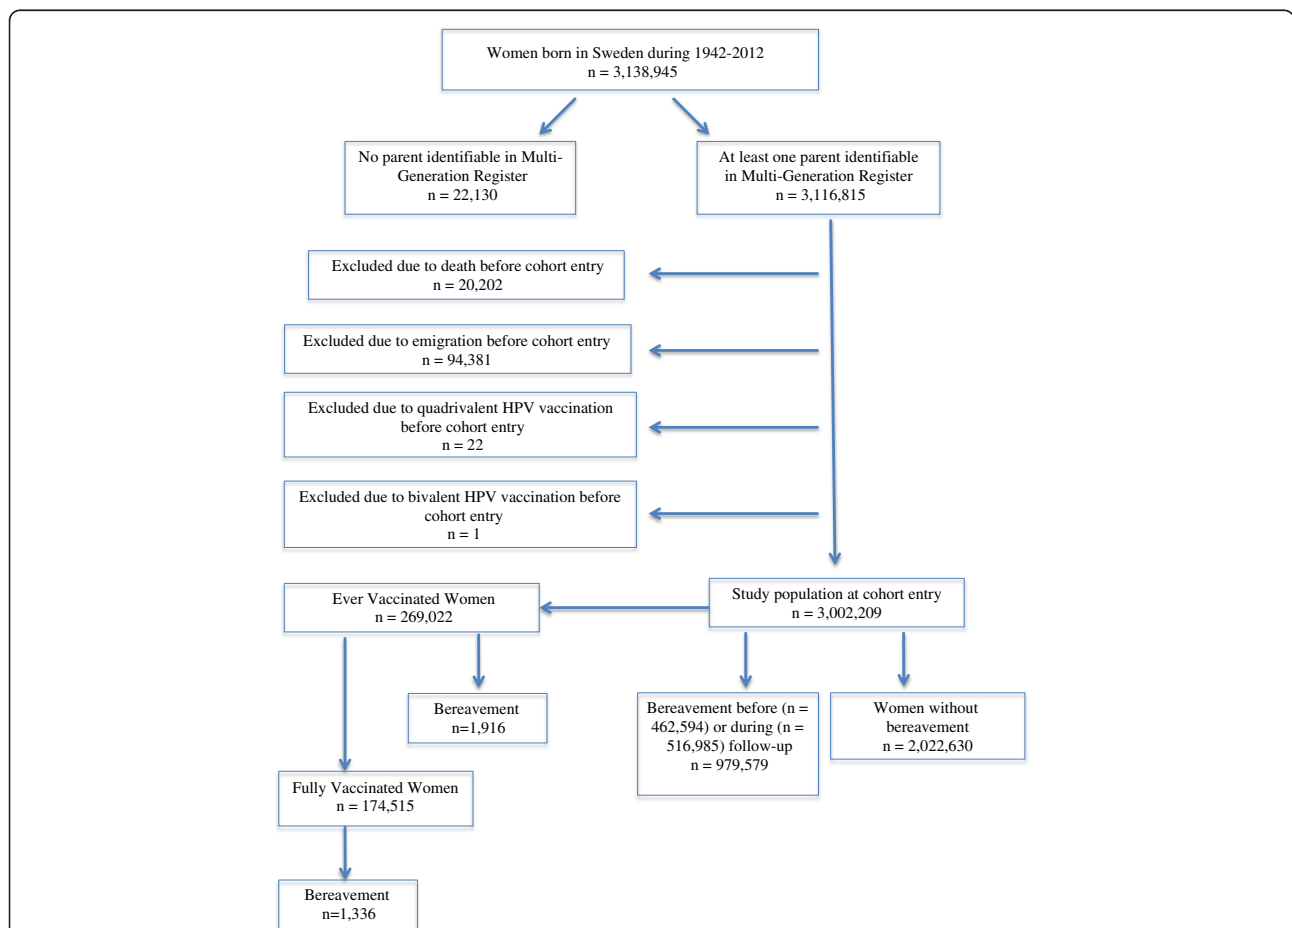 Women born in Sweden during 1942-2012
n = 3,138,945
No parent identifiable in Multi-
Generation Register
n = 22,130
At least one parent identifiable
in Multi-Generation Register
n = 3,116,815
Excluded due to death before cohort entry
n = 20,202
Excluded due to emigration before cohort entry
n = 94,381
Excluded due to quadrivalent HPV vaccination
before cohort entry
n = 22
Excluded due to bivalent HPV vaccination before
cohort entry
n = 1
Ever Vaccinated Women
n = 269,022
Study population at cohort entry
n = 3,002,209
Bereavement
n=1,916
Bereavement before (n =
462,594) or during (n =
516,985) follow-up
n = 979,579
Women without
bereavement
n = 2,022,630
Fully Vaccinated Women
n = 174,515
Bereavement
n=1,336